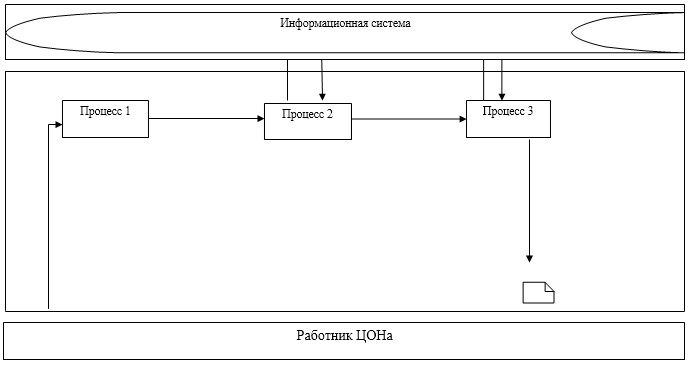 Информационная система
Процесс 1
Процесс 2
Процесс 3
Работник ЦОНа